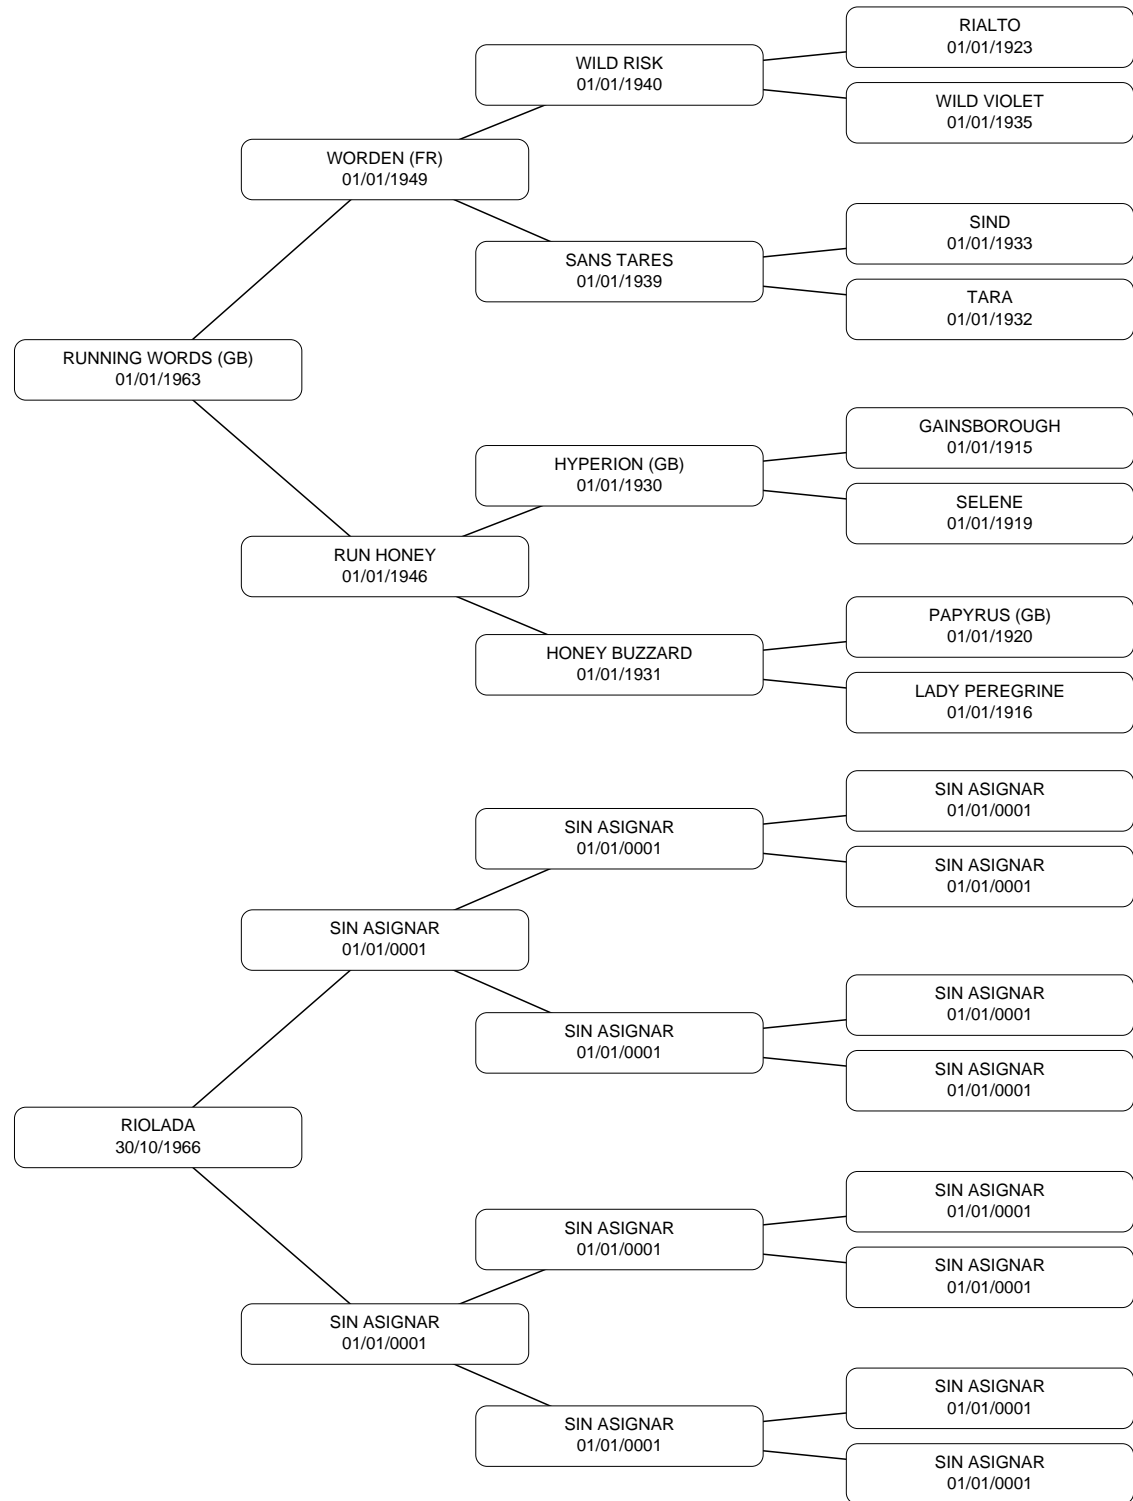 RIALTO
01/01/1923
WILD RISK
01/01/1940
WILD VIOLET
01/01/1935
WORDEN (FR)
01/01/1949
SIND
01/01/1933
SANS TARES
01/01/1939
TARA
01/01/1932
RUNNING WORDS (GB)
01/01/1963
GAINSBOROUGH
01/01/1915
HYPERION (GB)
01/01/1930
SELENE
01/01/1919
RUN HONEY
01/01/1946
PAPYRUS (GB)
01/01/1920
HONEY BUZZARD
01/01/1931
LADY PEREGRINE
01/01/1916
SIN ASIGNAR
01/01/0001
SIN ASIGNAR
01/01/0001
SIN ASIGNAR
01/01/0001
SIN ASIGNAR
01/01/0001
SIN ASIGNAR
01/01/0001
SIN ASIGNAR
01/01/0001
SIN ASIGNAR
01/01/0001
RIOLADA
30/10/1966
SIN ASIGNAR
01/01/0001
SIN ASIGNAR
01/01/0001
SIN ASIGNAR
01/01/0001
SIN ASIGNAR
01/01/0001
SIN ASIGNAR
01/01/0001
SIN ASIGNAR
01/01/0001
SIN ASIGNAR
01/01/0001